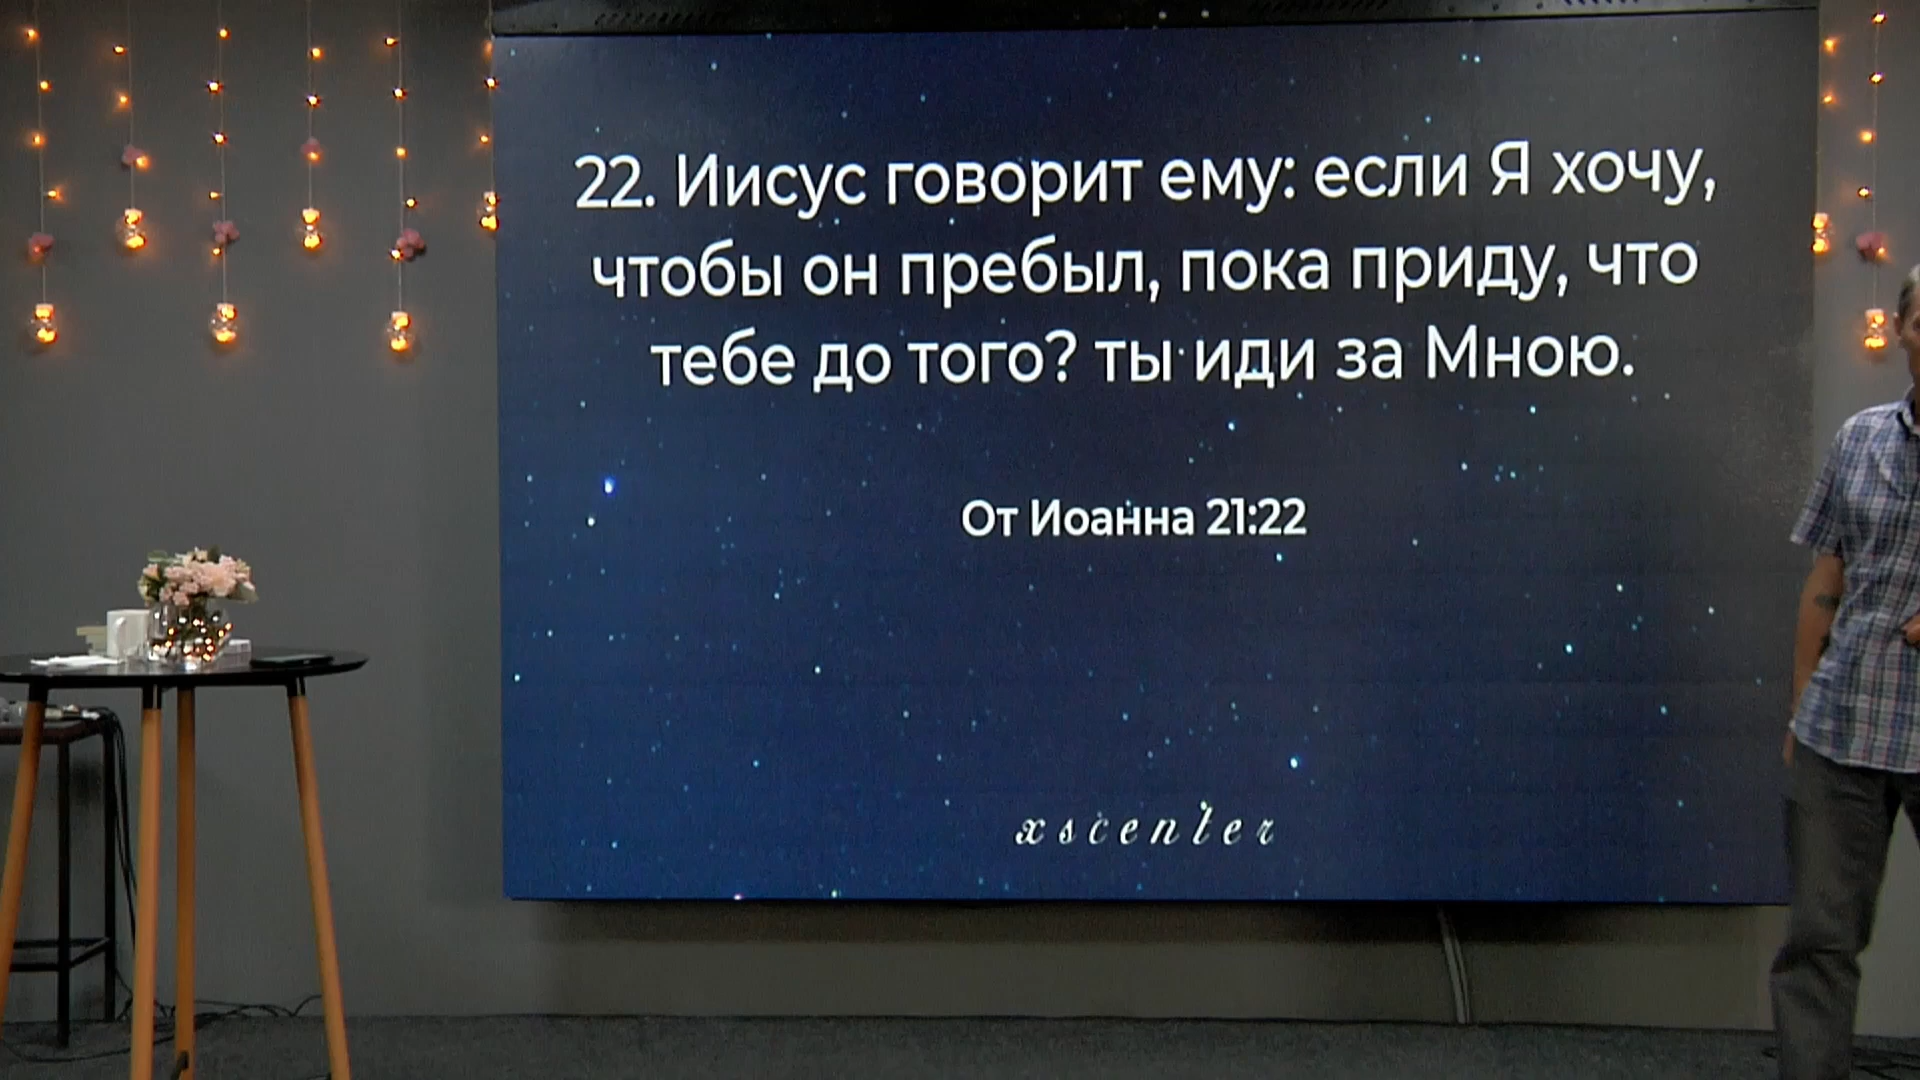 22. Иисус говорит ему: если Я хочу,
чтобы он пребыл, пока приду, что
тебе до того? ты иди за Мною.
От Иоанна 21:22
xscenter